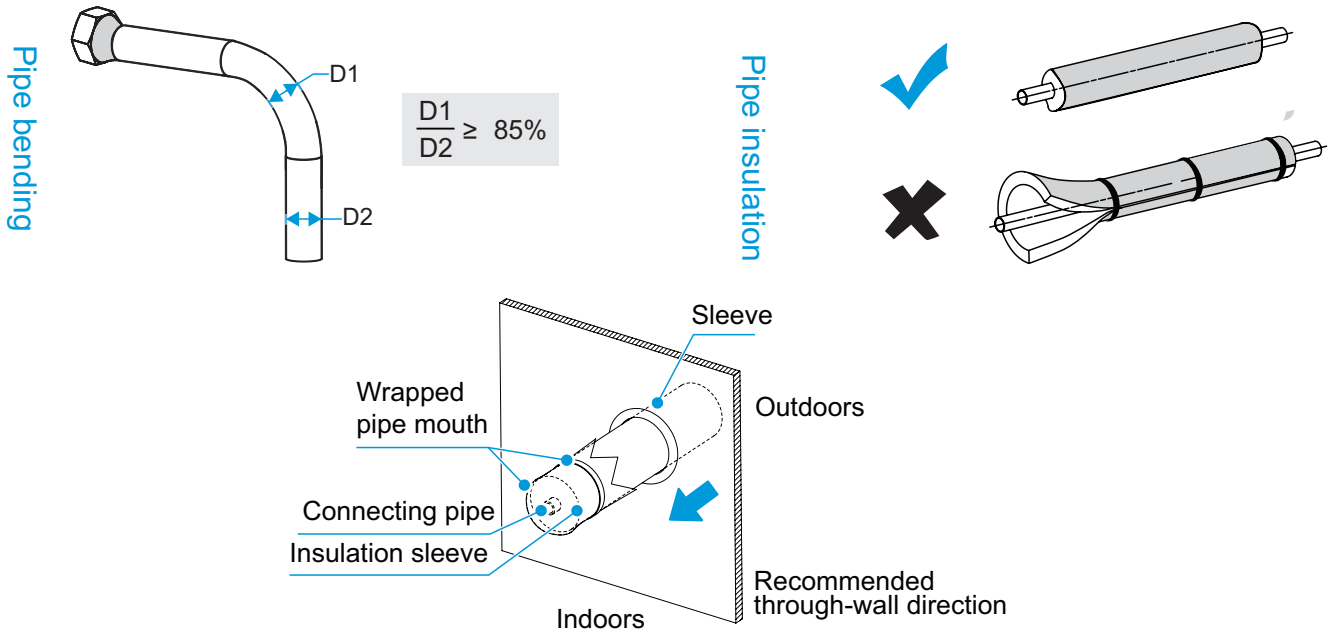 Pipe bending
D1
D2
D1
D2
≥ 85%
Pipe insulation
Sleeve
Wrapped
pipe mouth
Outdoors
Connecting pipe
Insulation sleeve
Recommended
through-wall direction
Indoors